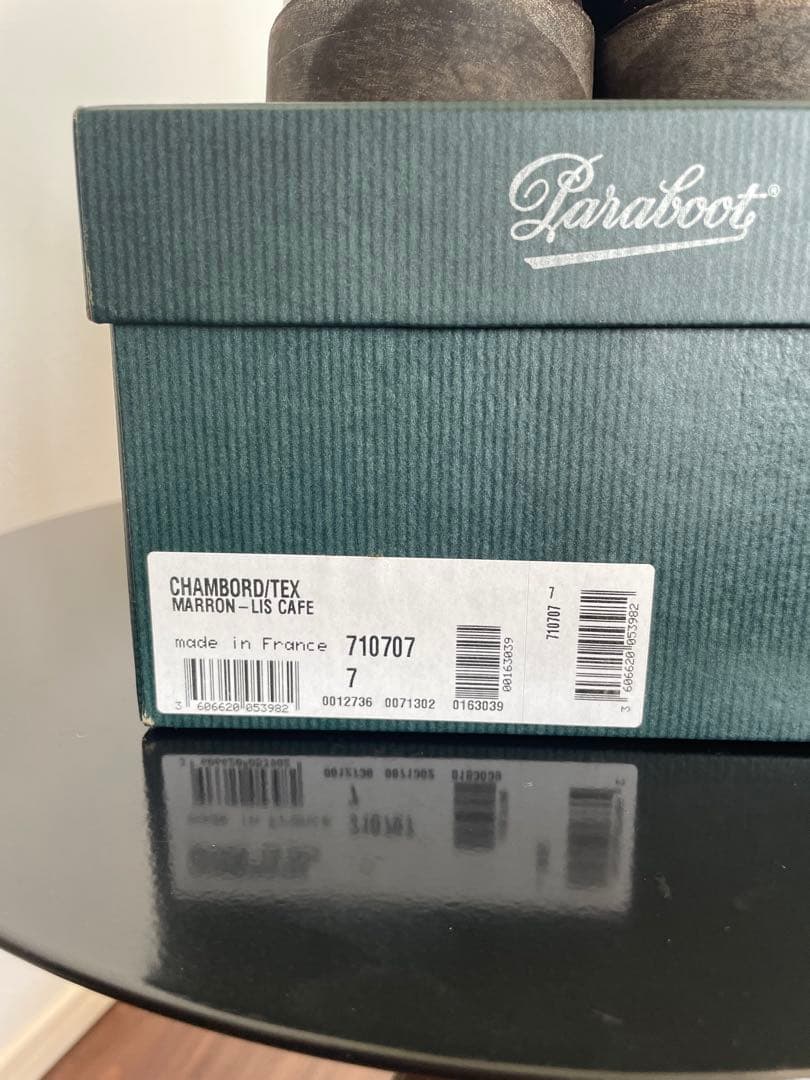 Paraboot®
CHAMBORD/TEX
MARRON-LIS CAFE
made in France 710707
7
3 606620 053982
0012736 0071302 0163039
00163039
7
710707
3 606620 053982